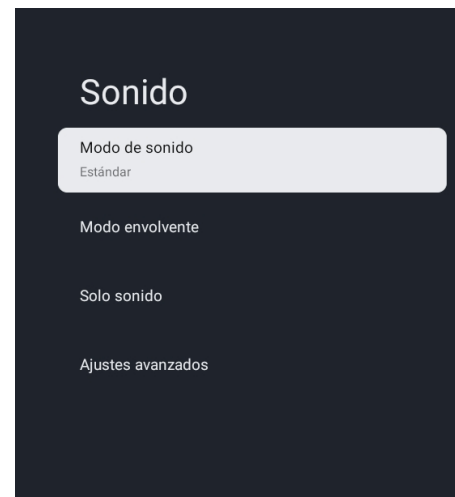 Sonido
Modo de sonido
Estándar
Modo envolvente
Solo sonido
Ajustes avanzados